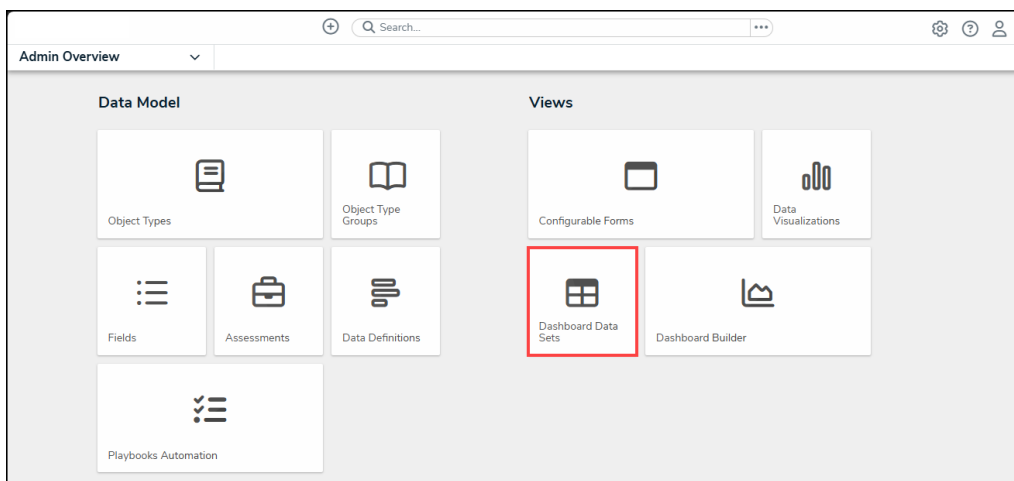 Search...
Admin Overview
Data Model
Object Types
Object Type
Groups
Fields
Assessments
Data Definitions
Playbooks Automation
Views
Configurable Forms
Data
Visualizations
Dashboard Data
Sets
Dashboard Builder